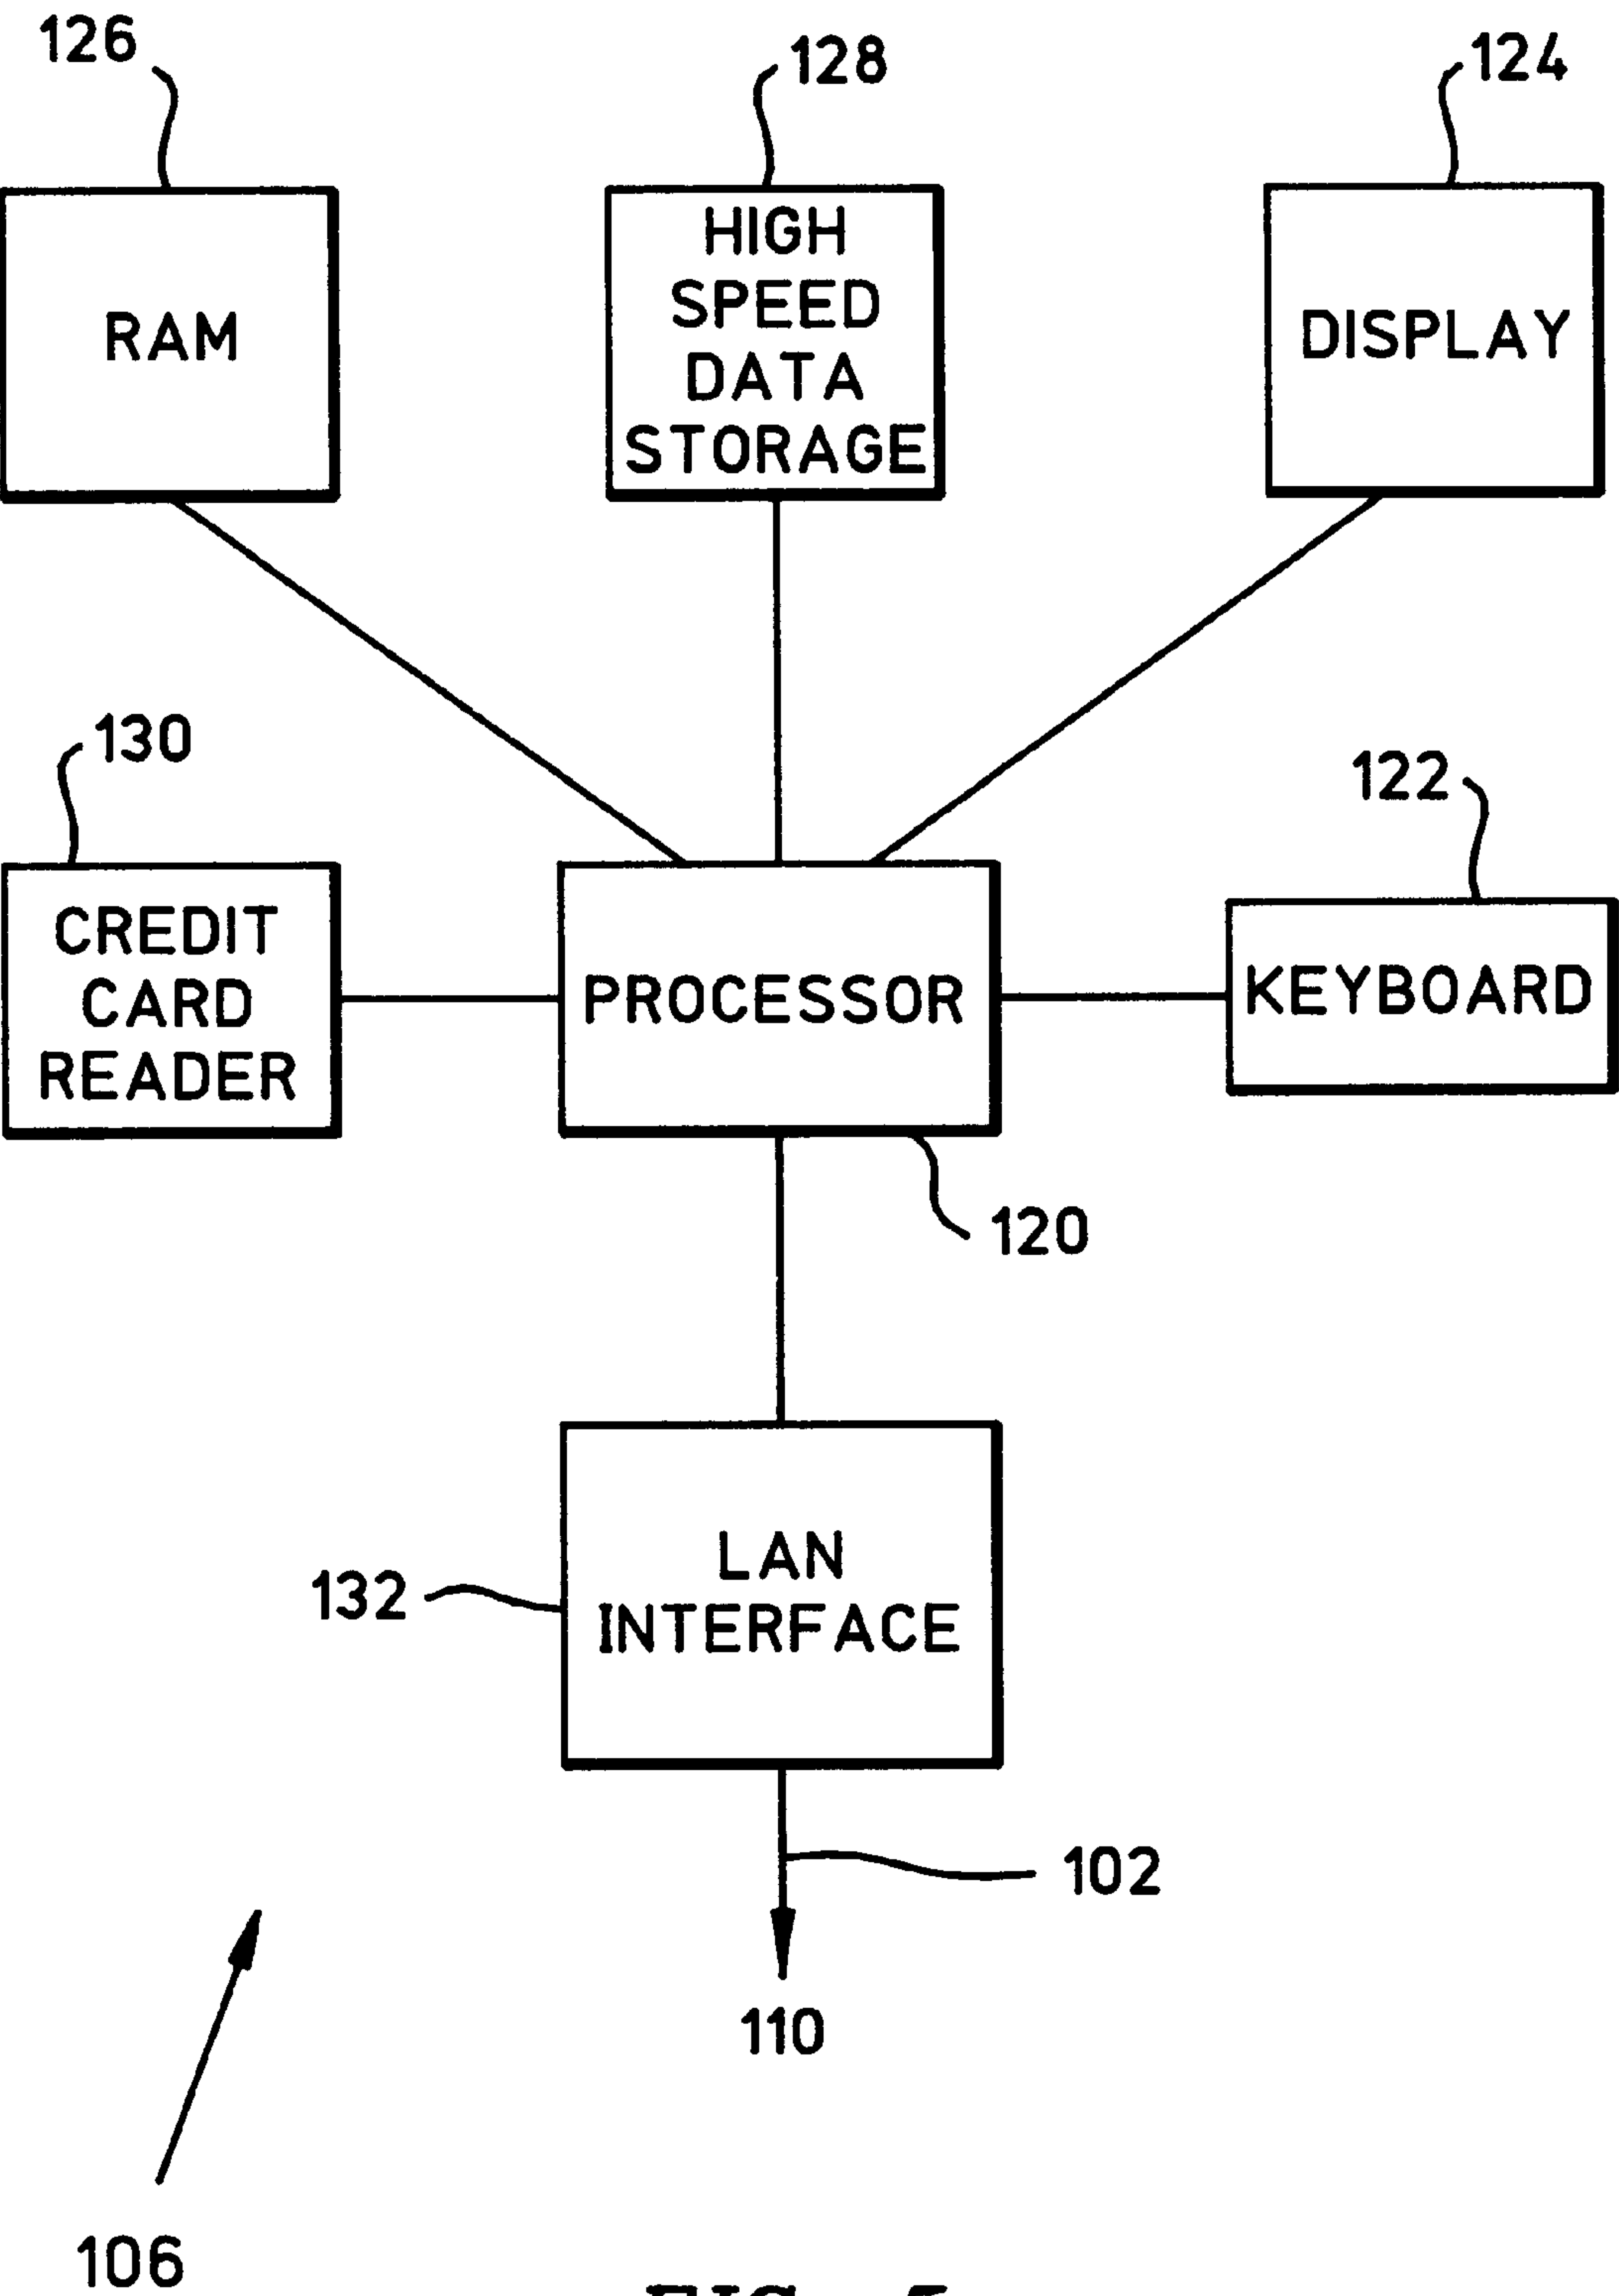 126
128
124
RAM
HIGH
SPEED
DATA
STORAGE
DISPLAY
130
122
CREDIT
CARD
READER
PROCESSOR
KEYBOARD
120
LAN
INTERFACE
132
102
110
106